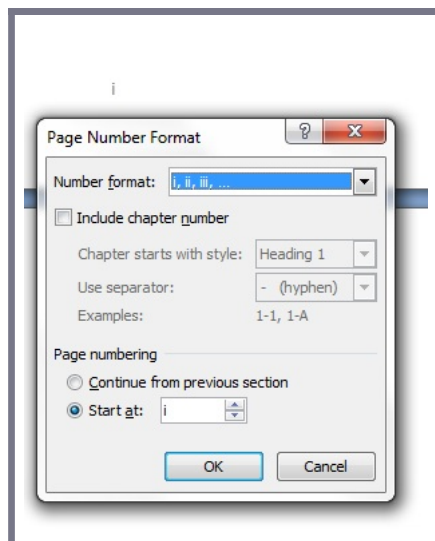 i
Page Number Format
Number format: i, ii, iii, ...
Include chapter number
Chapter starts with style: Heading 1
Use separator: - (hyphen)
Examples: 1-1, 1-A
Page numbering
Continue from previous section
Start at: i
OK Cancel